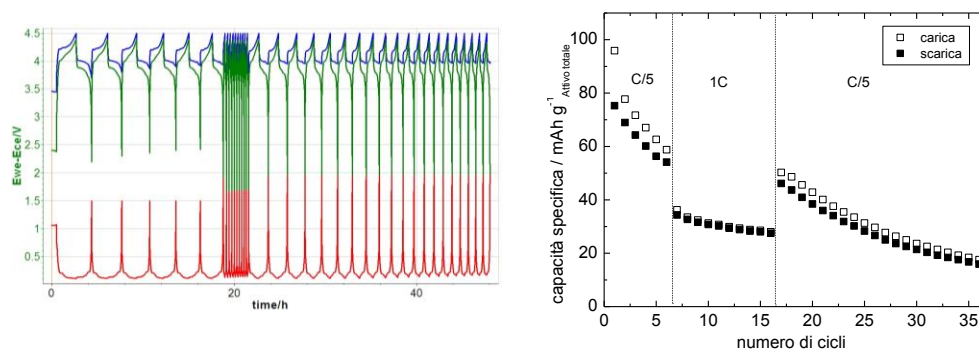 4.5
4
3.5
3
2.5
2
1.5
1
0.5
Ewe-Ece/V
0
20
40
time/h
100
80
60
40
20
0
capacità specifica / mAh g⁻¹ Attivo totale
C/5
1C
C/5
carica
scarica
0
5
10
15
20
25
30
35
numero di cicli